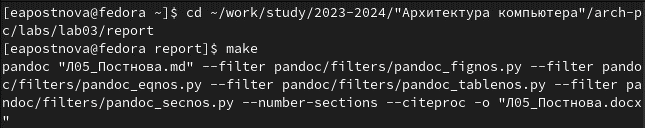 [eapostnova@fedora ~]$ cd ~/work/study/2023-2024/"Архитектура компьютера"/arch-p
c/labs/lab03/report
[eapostnova@fedora report]$ make
pandoc "Л05_Постнова.md" --filter pandoc/filters/pandoc_fignos.py --filter pando
c/filters/pandoc_eqnos.py --filter pandoc/filters/pandoc_tablenos.py --filter pa
ndoc/filters/pandoc_secnos.py --number-sections --citeproc -o "Л05_Постнова.docx
"